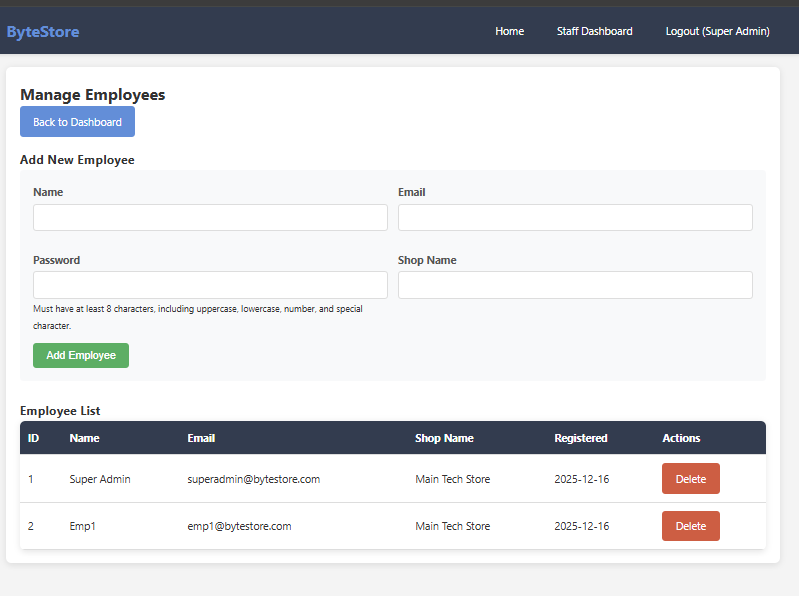 ByteStore Home Staff Dashboard Logout (Super Admin)
Manage Employees
Back to Dashboard
Add New Employee
Name Email
Password Shop Name
Must have at least 8 characters, including uppercase, lowercase, number, and special
character.
Add Employee
Employee List
ID Name Email Shop Name Registered Actions
1 Super Admin superadmin@bytestore.com Main Tech Store 2025-12-16 Delete
2 Emp1 emp1@bytestore.com Main Tech Store 2025-12-16 Delete